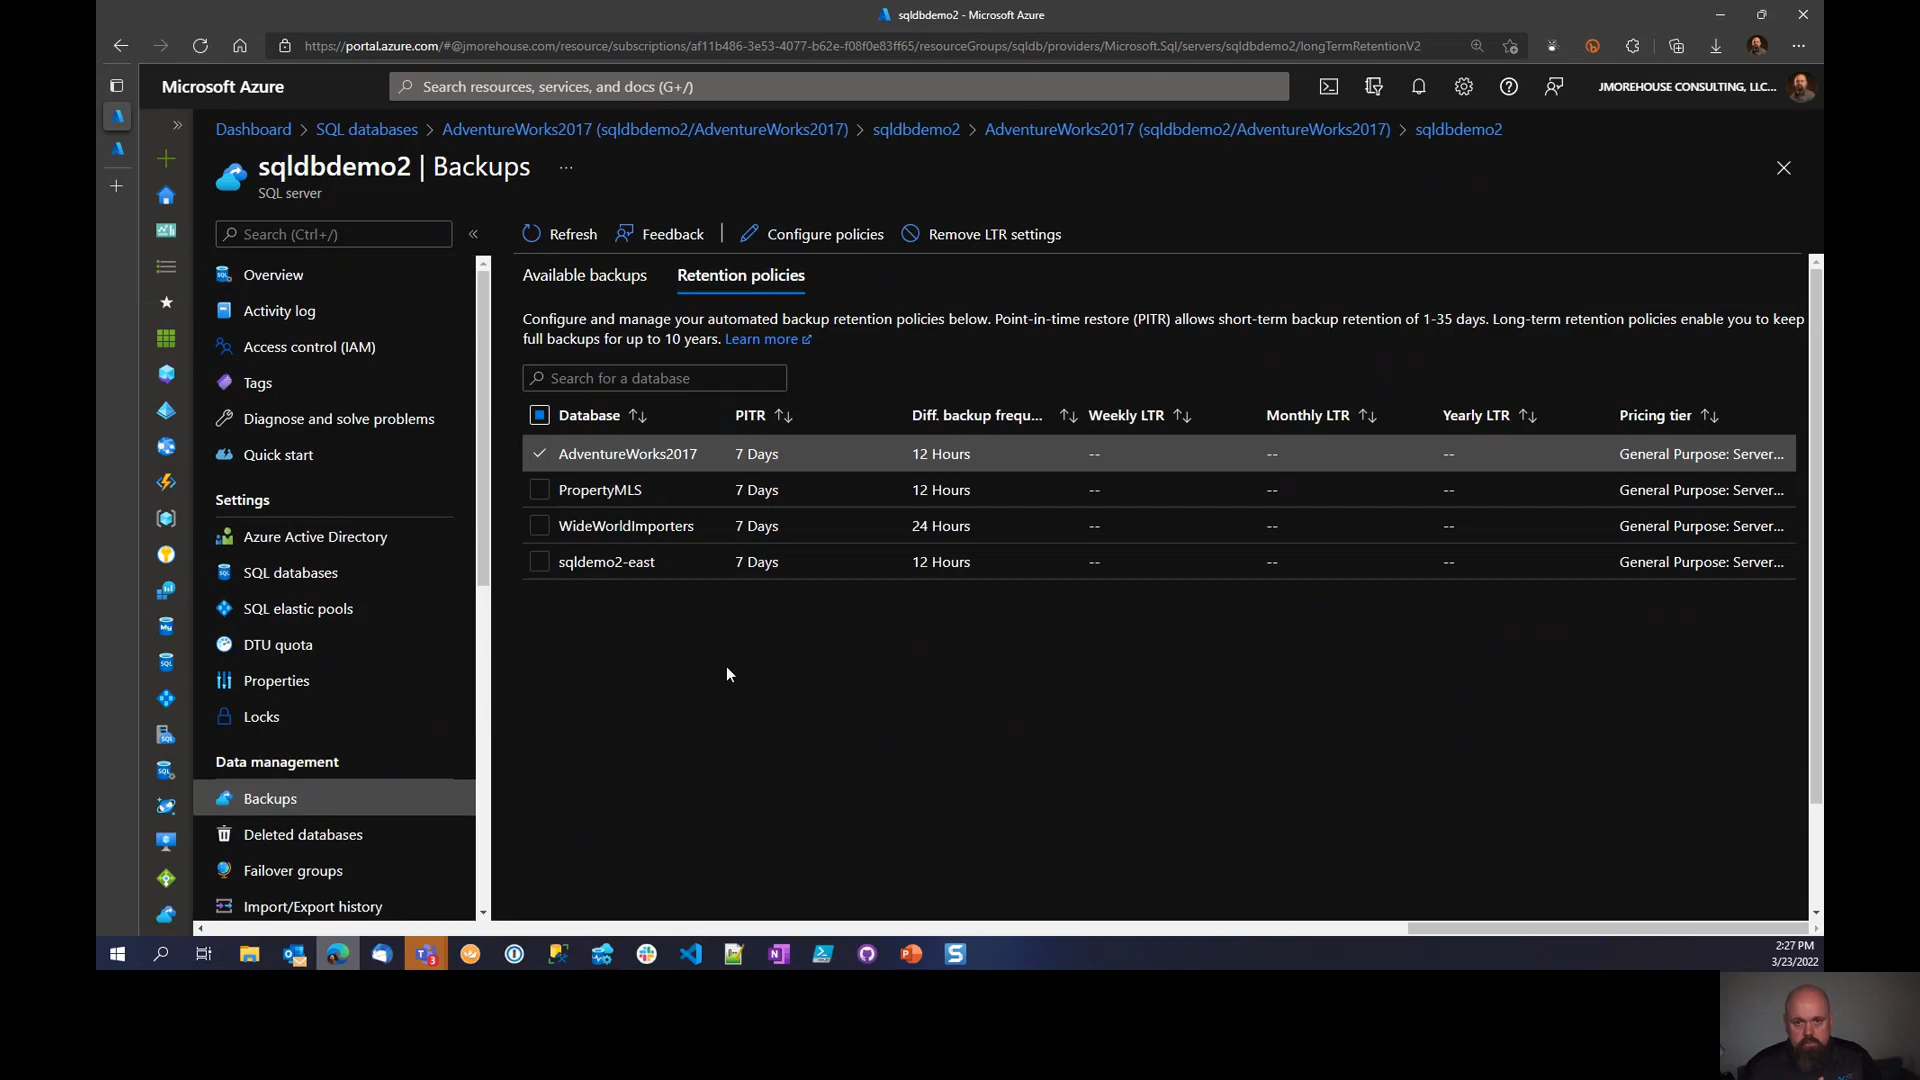 sqldbdemo2 - Microsoft Azure
https://portal.azure.com/#@jmorehouse.com/resource/subscriptions/af11b486-3e53-4077-b62e-f08f0e83ff65/resourceGroups/sqldb/providers/Microsoft.Sql/servers/sqldbdemo2/longTermRetentionV2
Microsoft Azure
Search resources, services, and docs (G+/)
JMOREHOUSE CONSULTING, LLC...
Dashboard > SQL databases > AdventureWorks2017 (sqldbdemo2/AdventureWorks2017) > sqldbdemo2 > AdventureWorks2017 (sqldbdemo2/AdventureWorks2017) > sqldbdemo2
sqldbdemo2 | Backups ...
SQL server
Search (Ctrl+/)
Overview
Activity log
Access control (IAM)
Tags
Diagnose and solve problems
Quick start
Settings
Azure Active Directory
SQL databases
SQL elastic pools
DTU quota
Properties
Locks
Data management
Backups
Deleted databases
Failover groups
Import/Export history
Refresh Feedback Configure policies Remove LTR settings
Available backups Retention policies
Configure and manage your automated backup retention policies below. Point-in-time restore (PITR) allows short-term backup retention of 1-35 days. Long-term retention policies enable you to keep
full backups for up to 10 years. Learn more
Search for a database
Database PITR Diff. backup frequ... Weekly LTR Monthly LTR Yearly LTR Pricing tier
AdventureWorks2017 7 Days 12 Hours -- -- -- General Purpose: Server...
PropertyMLS 7 Days 12 Hours -- -- -- General Purpose: Server...
WideWorldImporters 7 Days 24 Hours -- -- -- General Purpose: Server...
sqldemo2-east 7 Days 12 Hours -- -- -- General Purpose: Server...
2:27 PM
3/23/2022